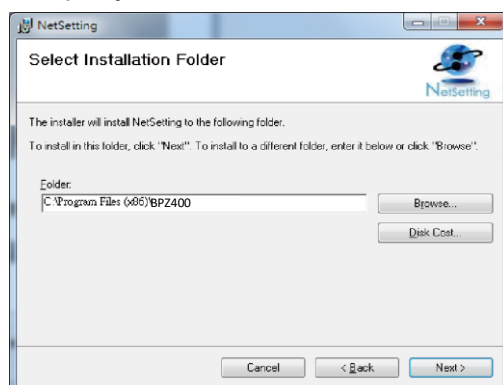 NetSetting
Select Installation Folder
NetSetting
The installer will install NetSetting to the following folder.
To install in this folder, click "Next". To install to a different folder, enter it below or click "Browse".
Folder:
C:\Program Files (x86)\BPZ400
Browse...
Disk Cost...
Cancel
< Back
Next >